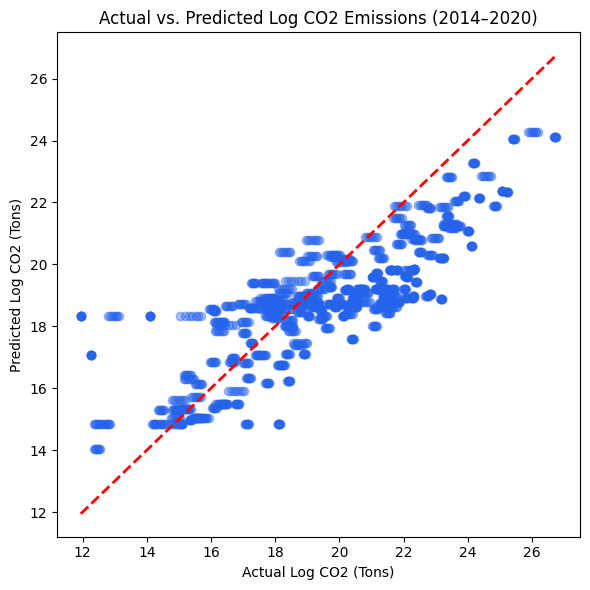 Actual vs. Predicted Log CO2 Emissions (2014–2020)
Predicted Log CO2 (Tons)
26
24
22
20
18
16
14
12
12 14 16 18 20 22 24 26
Actual Log CO2 (Tons)